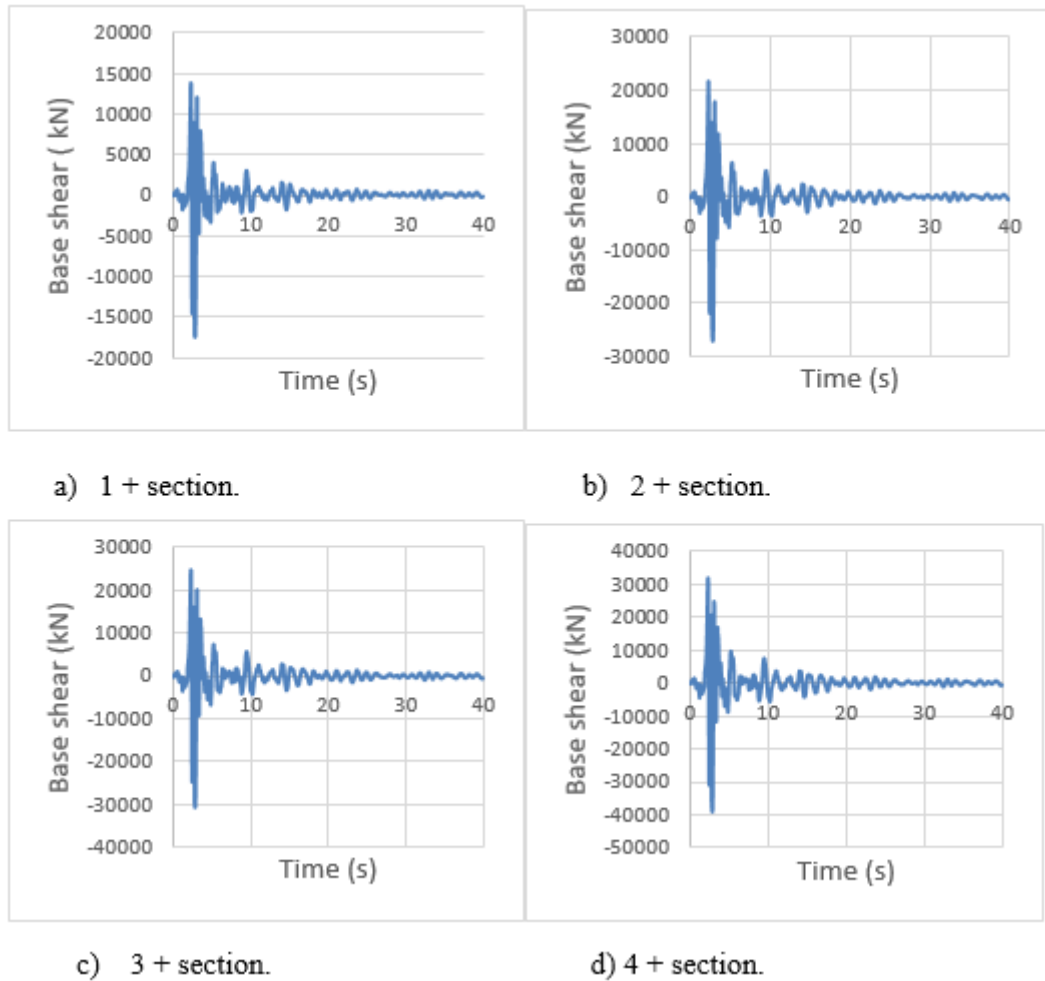 20000
15000
10000
5000
0
-5000
-10000
-15000
-20000
0 10 20 30 40
Base shear ( kN)
Time (s)
30000
20000
10000
0
-10000
-20000
-30000
0 10 20 30 40
Base shear (kN)
Time (s)
a) 1 + section.
b) 2 + section.
30000
20000
10000
0
-10000
-20000
-30000
-40000
0 10 20 30 40
Base shear (kN)
Time (s)
40000
30000
20000
10000
0
-10000
-20000
-30000
-40000
-50000
0 10 20 30 40
Base shear (kN)
Time (s)
c) 3 + section.
d) 4 + section.